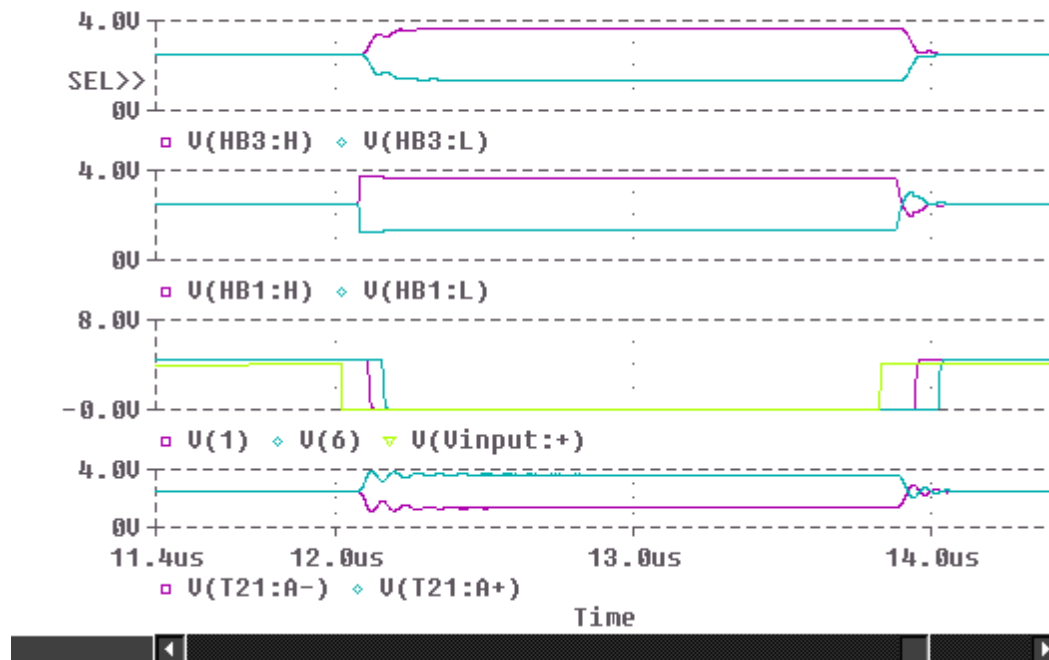 4.0V
SEL>>
0V
V(HB3:H) V(HB3:L)
4.0V
0V
V(HB1:H) V(HB1:L)
8.0V
-0.0V
V(1) V(6) V(Vinput:+)
4.0V
0V
11.4us 12.0us 13.0us 14.0us
V(T21:A-) V(T21:A+)
Time